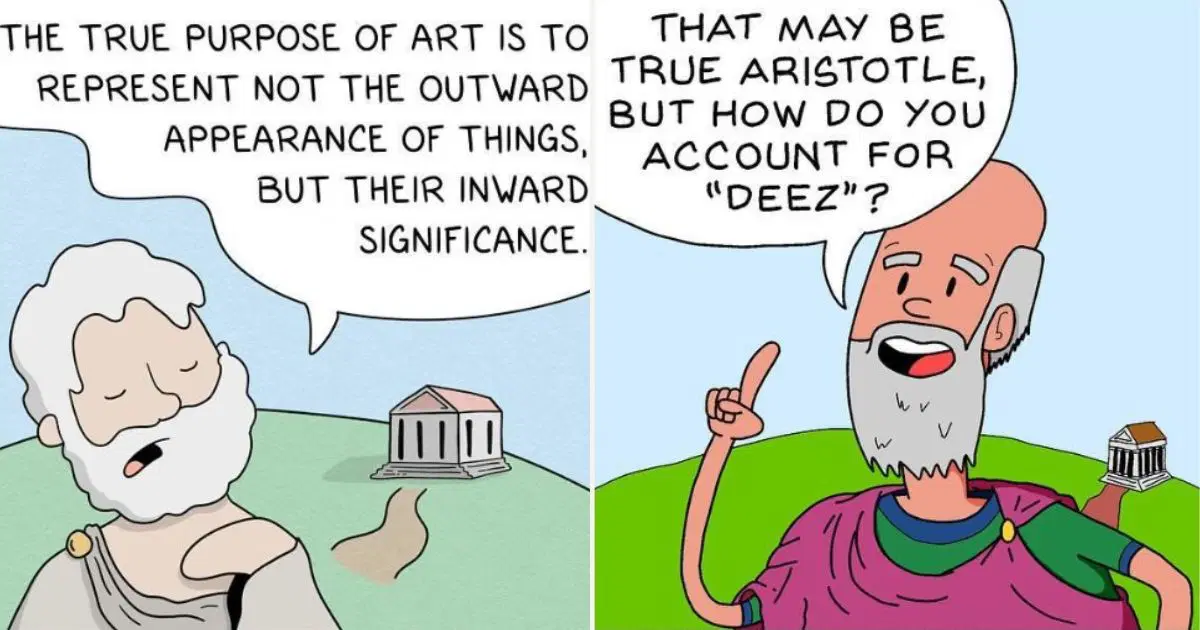 THE TRUE PURPOSE OF ART IS TO
REPRESENT NOT THE OUTWARD
APPEARANCE OF THINGS,
BUT THEIR INWARD
SIGNIFICANCE.
THAT MAY BE
TRUE ARISTOTLE,
BUT HOW DO YOU
ACCOUNT FOR
"DEEZ"?